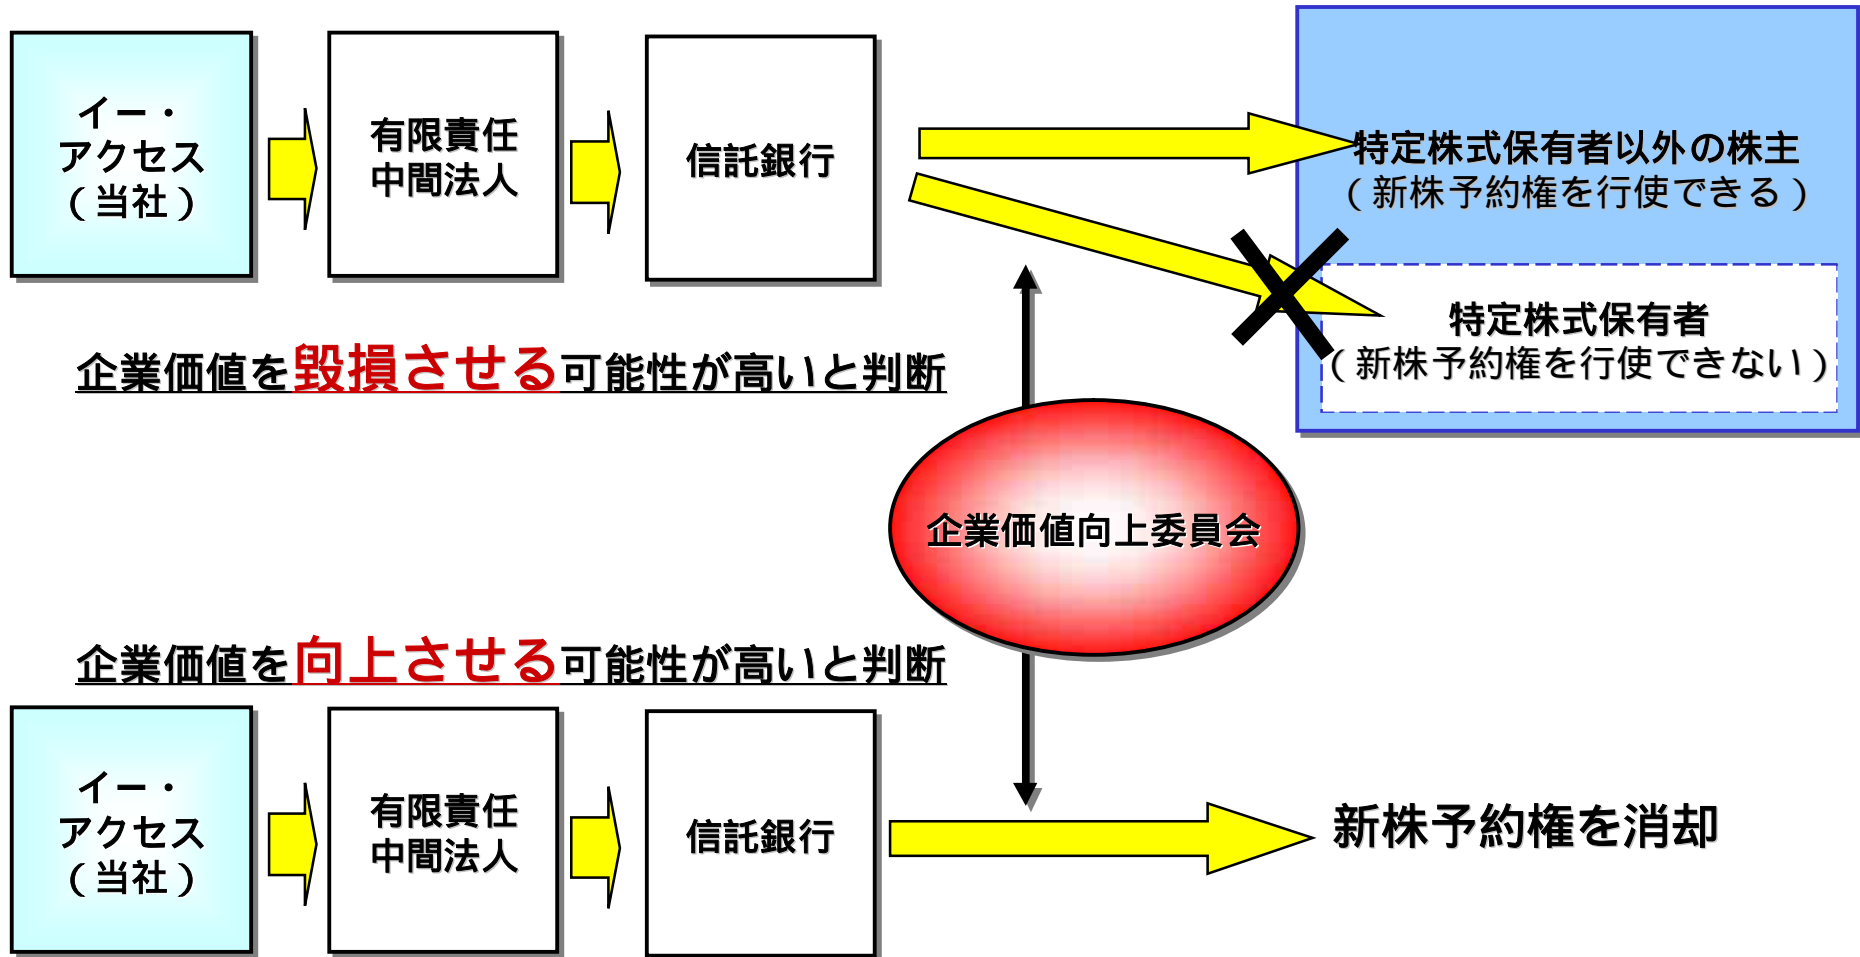 イー・
アクセス
（当社）
有限責任
中間法人
信託銀行
特定株式保有者以外の株主
（新株予約権を行使できる）
特定株式保有者
（新株予約権を行使できない）
企業価値を毀損させる可能性が高いと判断
企業価値向上委員会
企業価値を向上させる可能性が高いと判断
イー・
アクセス
（当社）
有限責任
中間法人
信託銀行
新株予約権を消却